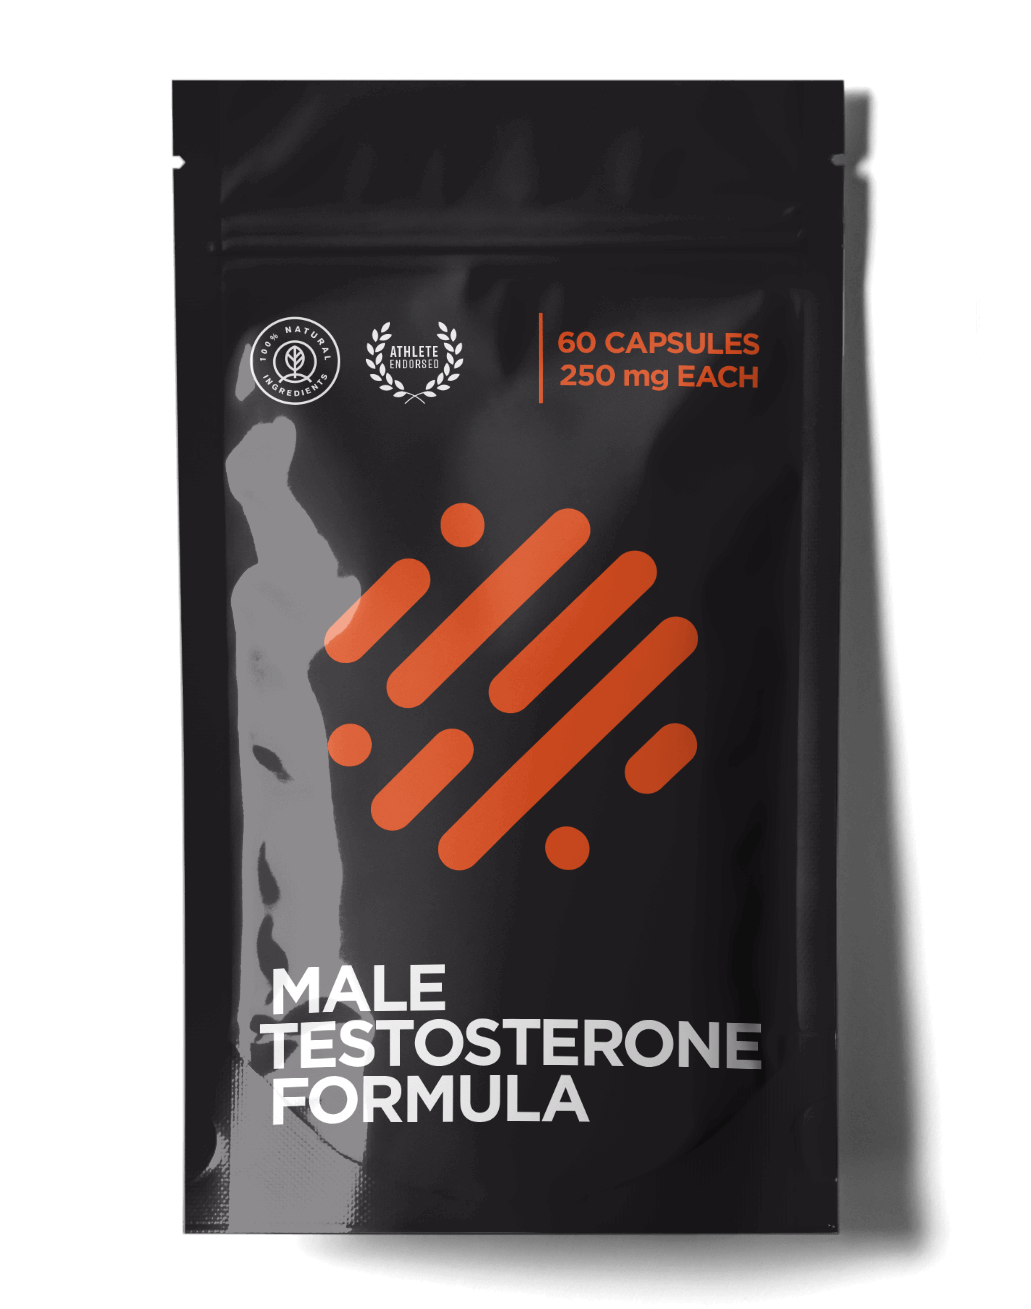 100% NATURAL
INGREDIENTS
ATHLETE
ENDORSED
60 CAPSULES
250 mg EACH
MALE
TESTOSTERONE
FORMULA